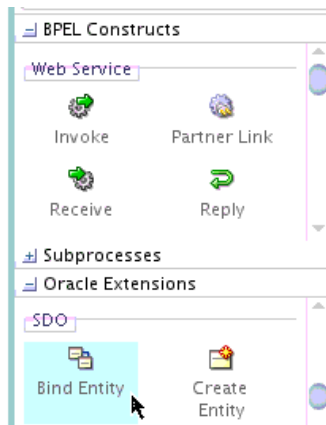 BPEL Constructs
Web Service
Invoke Partner Link
Receive Reply
Subprocesses
Oracle Extensions
SDO
Bind Entity Create
Entity